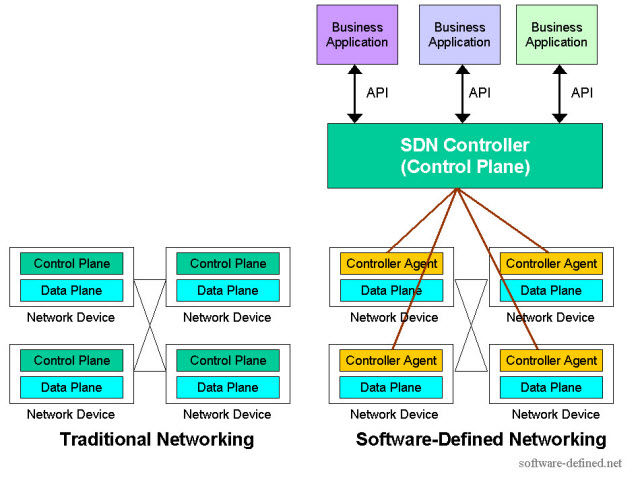 Business
Application
Business
Application
Business
Application
API
API
API
SDN Controller
(Control Plane)
Control Plane
Data Plane
Network Device
Control Plane
Data Plane
Network Device
Control Plane
Data Plane
Network Device
Control Plane
Data Plane
Network Device
Traditional Networking
Controller Agent
Data Plane
Network Device
Controller Agent
Data Plane
Network Device
Controller Agent
Data Plane
Network Device
Controller Agent
Data Plane
Network Device
Software-Defined Networking
software-defined.net